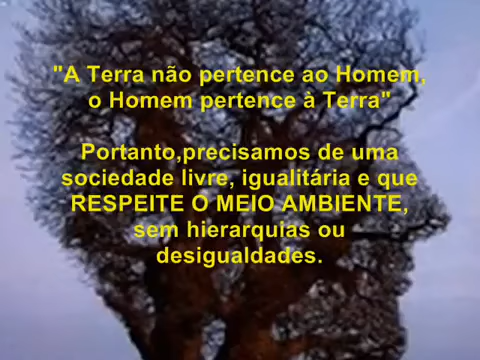 "A Terra não pertence ao Homem,
o Homem pertence à Terra"
Portanto,precisamos de uma
sociedade livre, igualitária e que
RESPEITE O MEIO AMBIENTE,
sem hierarquias ou
desigualdades.